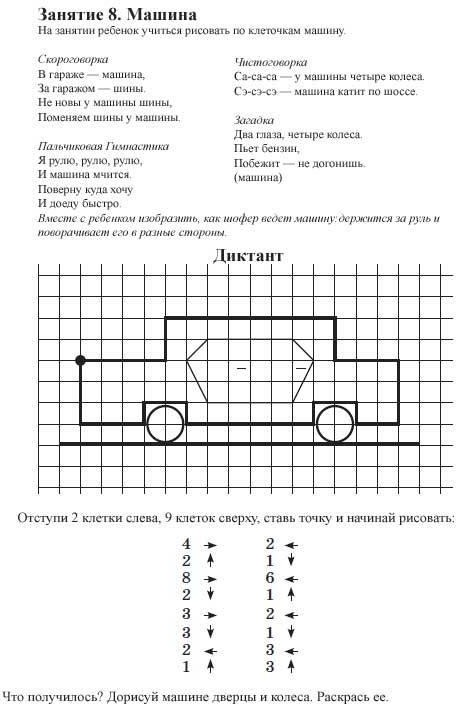 Занятие 8. Машина
На занятии ребенок учиться рисовать по клеточкам машину.
Скороговорка
В гараже — машина,
За гаражом — шины.
Не новы у машины шины,
Поменяем шины у машины.
Пальчиковая Гимнастика
Я рулю, рулю, рулю,
И машина мчится.
Поверну куда хочу
И доеду быстро.
Чистоговорка
Са-са-са — у машины четыре колеса.
Сэ-сэ-сэ — машина катит по шоссе.
Загадка
Два глаза, четыре колеса.
Пьет бензин,
Побежит — не догонишь.
(машина)
Вместе с ребенком изобразить, как шофер ведет машину: держится за руль и
поворачивает его в разные стороны.
Диктант
Отступи 2 клетки слева, 9 клеток сверху, ставь точку и начинай рисовать:
4 →
2 ↑
8 →
2 ↓
3 →
3 ↓
2 ←
1 ↑
2 ←
1 ↓
6 ←
1 ↑
2 ←
1 ↓
3 ←
3 ↑
Что получилось? Дорисуй машине дверцы и колеса. Раскрась ее.